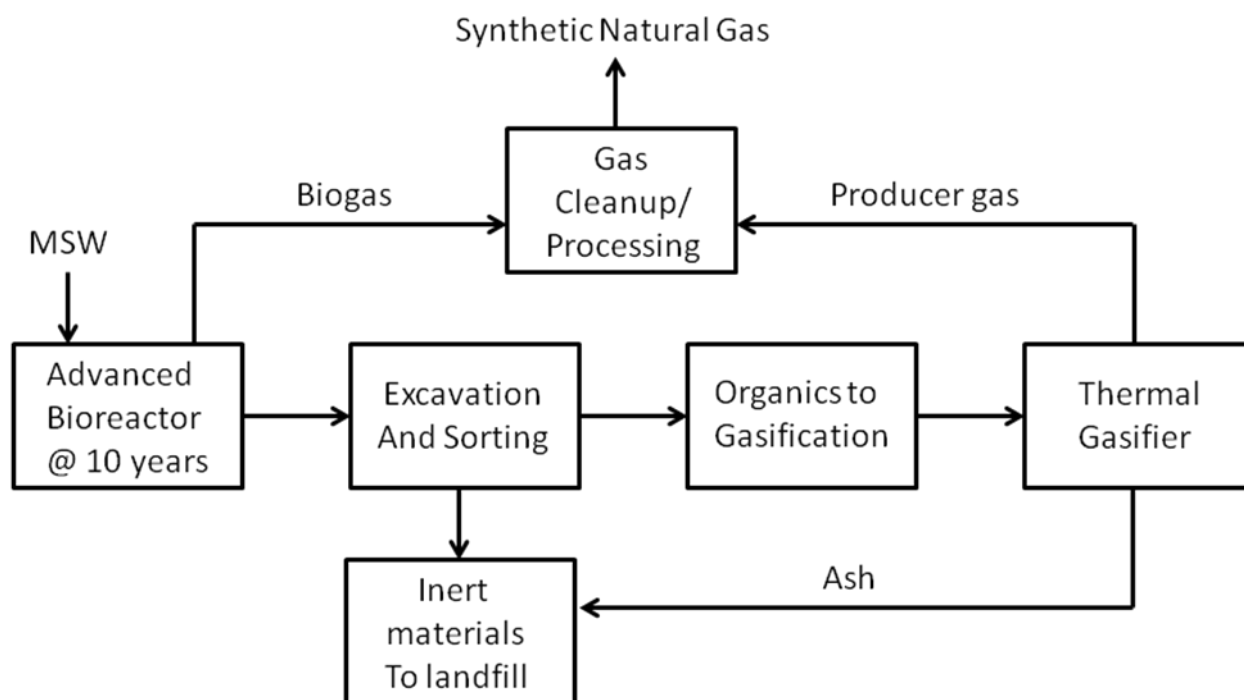 Synthetic Natural Gas
Gas
Cleanup/
Processing
Biogas
Producer gas
MSW
Advanced
Bioreactor
@ 10 years
Excavation
And Sorting
Organics to
Gasification
Thermal
Gasifier
Inert
materials
To landfill
Ash